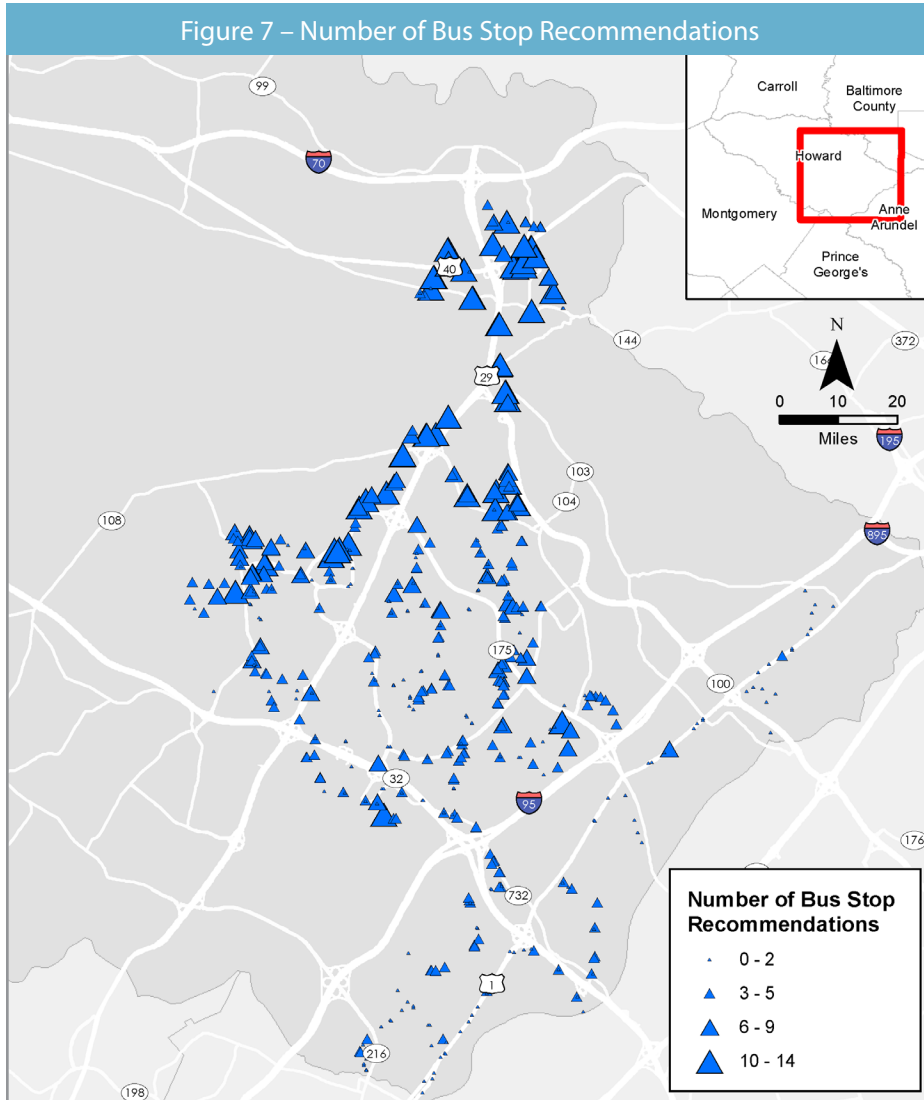 Figure 7 – Number of Bus Stop Recommendations
99
70
Carroll
Baltimore
County
Howard
Montgomery
Anne
Arundel
Prince
George's
40
144
372
N
29
0 10 20
Miles
195
103
104
108
895
175
100
32
95
176
732
1
216
198
Number of Bus Stop
Recommendations
0 - 2
3 - 5
6 - 9
10 - 14